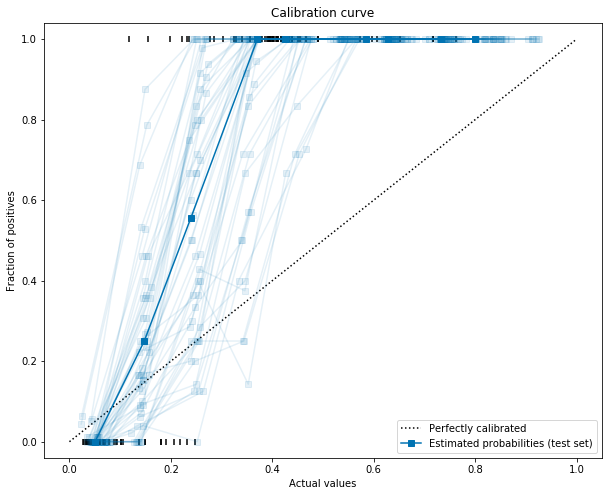 Calibration curve
Fraction of positives
1.0
0.8
0.6
0.4
0.2
0.0
0.0 0.2 0.4 0.6 0.8 1.0
Actual values
Perfectly calibrated
Estimated probabilities (test set)